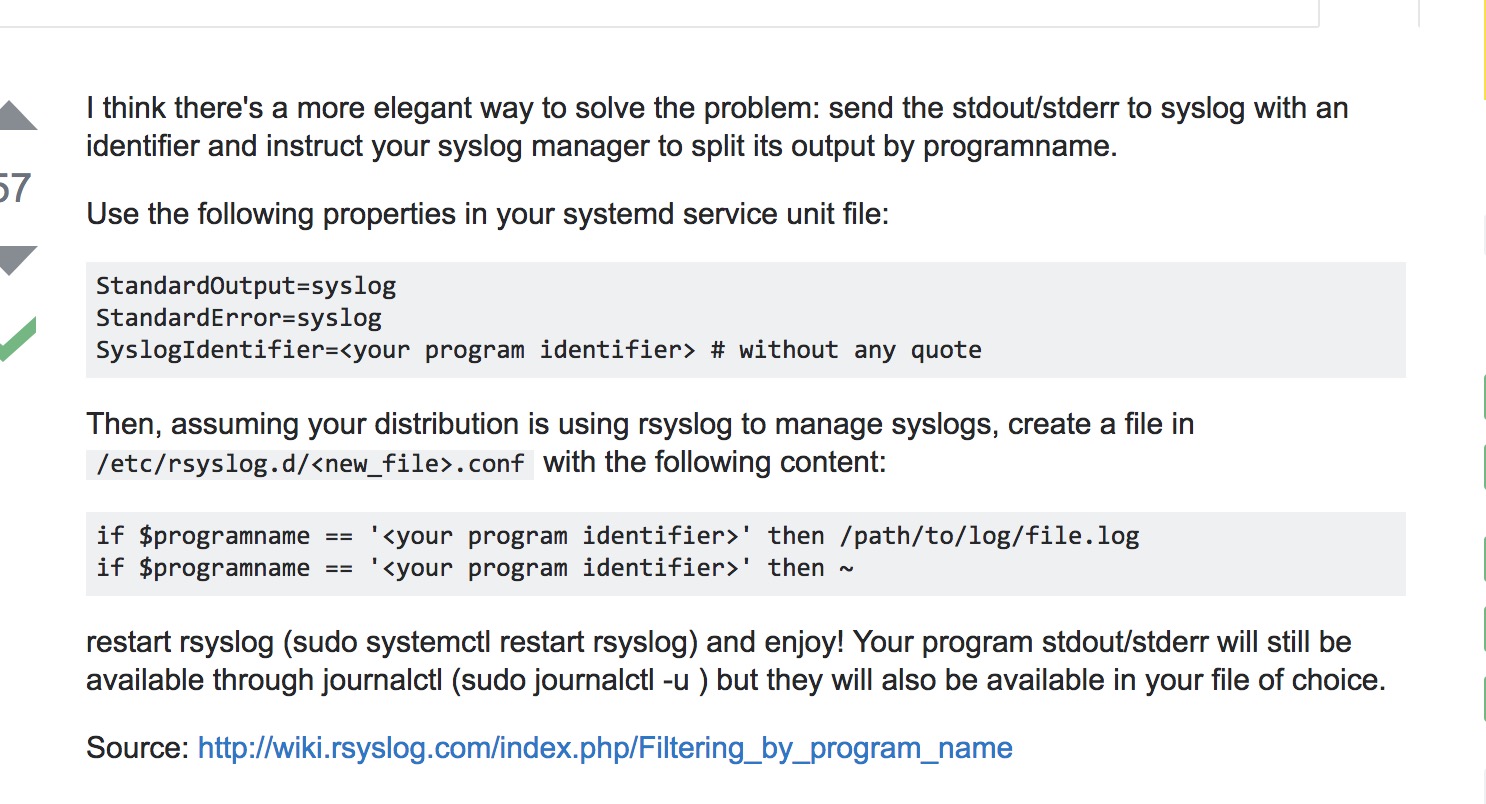 I think there's a more elegant way to solve the problem: send the stdout/stderr to syslog with an
identifier and instruct your syslog manager to split its output by programname.
57
Use the following properties in your systemd service unit file:
StandardOutput=syslog
StandardError=syslog
SyslogIdentifier=<your program identifier> # without any quote
Then, assuming your distribution is using rsyslog to manage syslogs, create a file in
/etc/rsyslog.d/<new_file>.conf with the following content:
if $programname == '<your program identifier>' then /path/to/log/file.log
if $programname == '<your program identifier>' then ~
restart rsyslog (sudo systemctl restart rsyslog) and enjoy! Your program stdout/stderr will still be
available through journalctl (sudo journalctl -u ) but they will also be available in your file of choice.
Source: http://wiki.rsyslog.com/index.php/Filtering_by_program_name